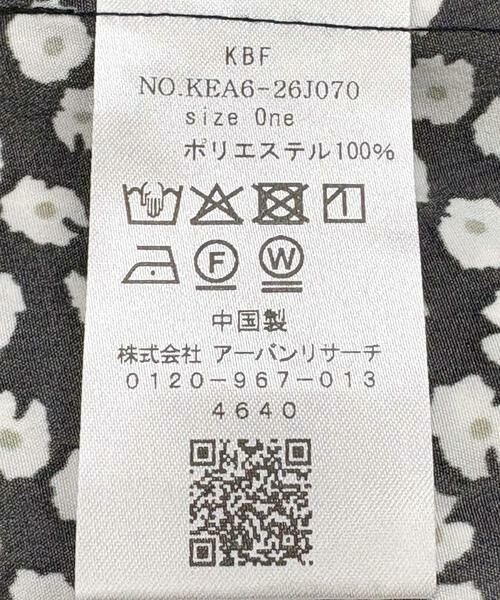 KBF
NO.KEA6-26J070
size One
ポリエステル100%
F W
中国製
株式会社 アーバンリサーチ
0120-967-013
4640